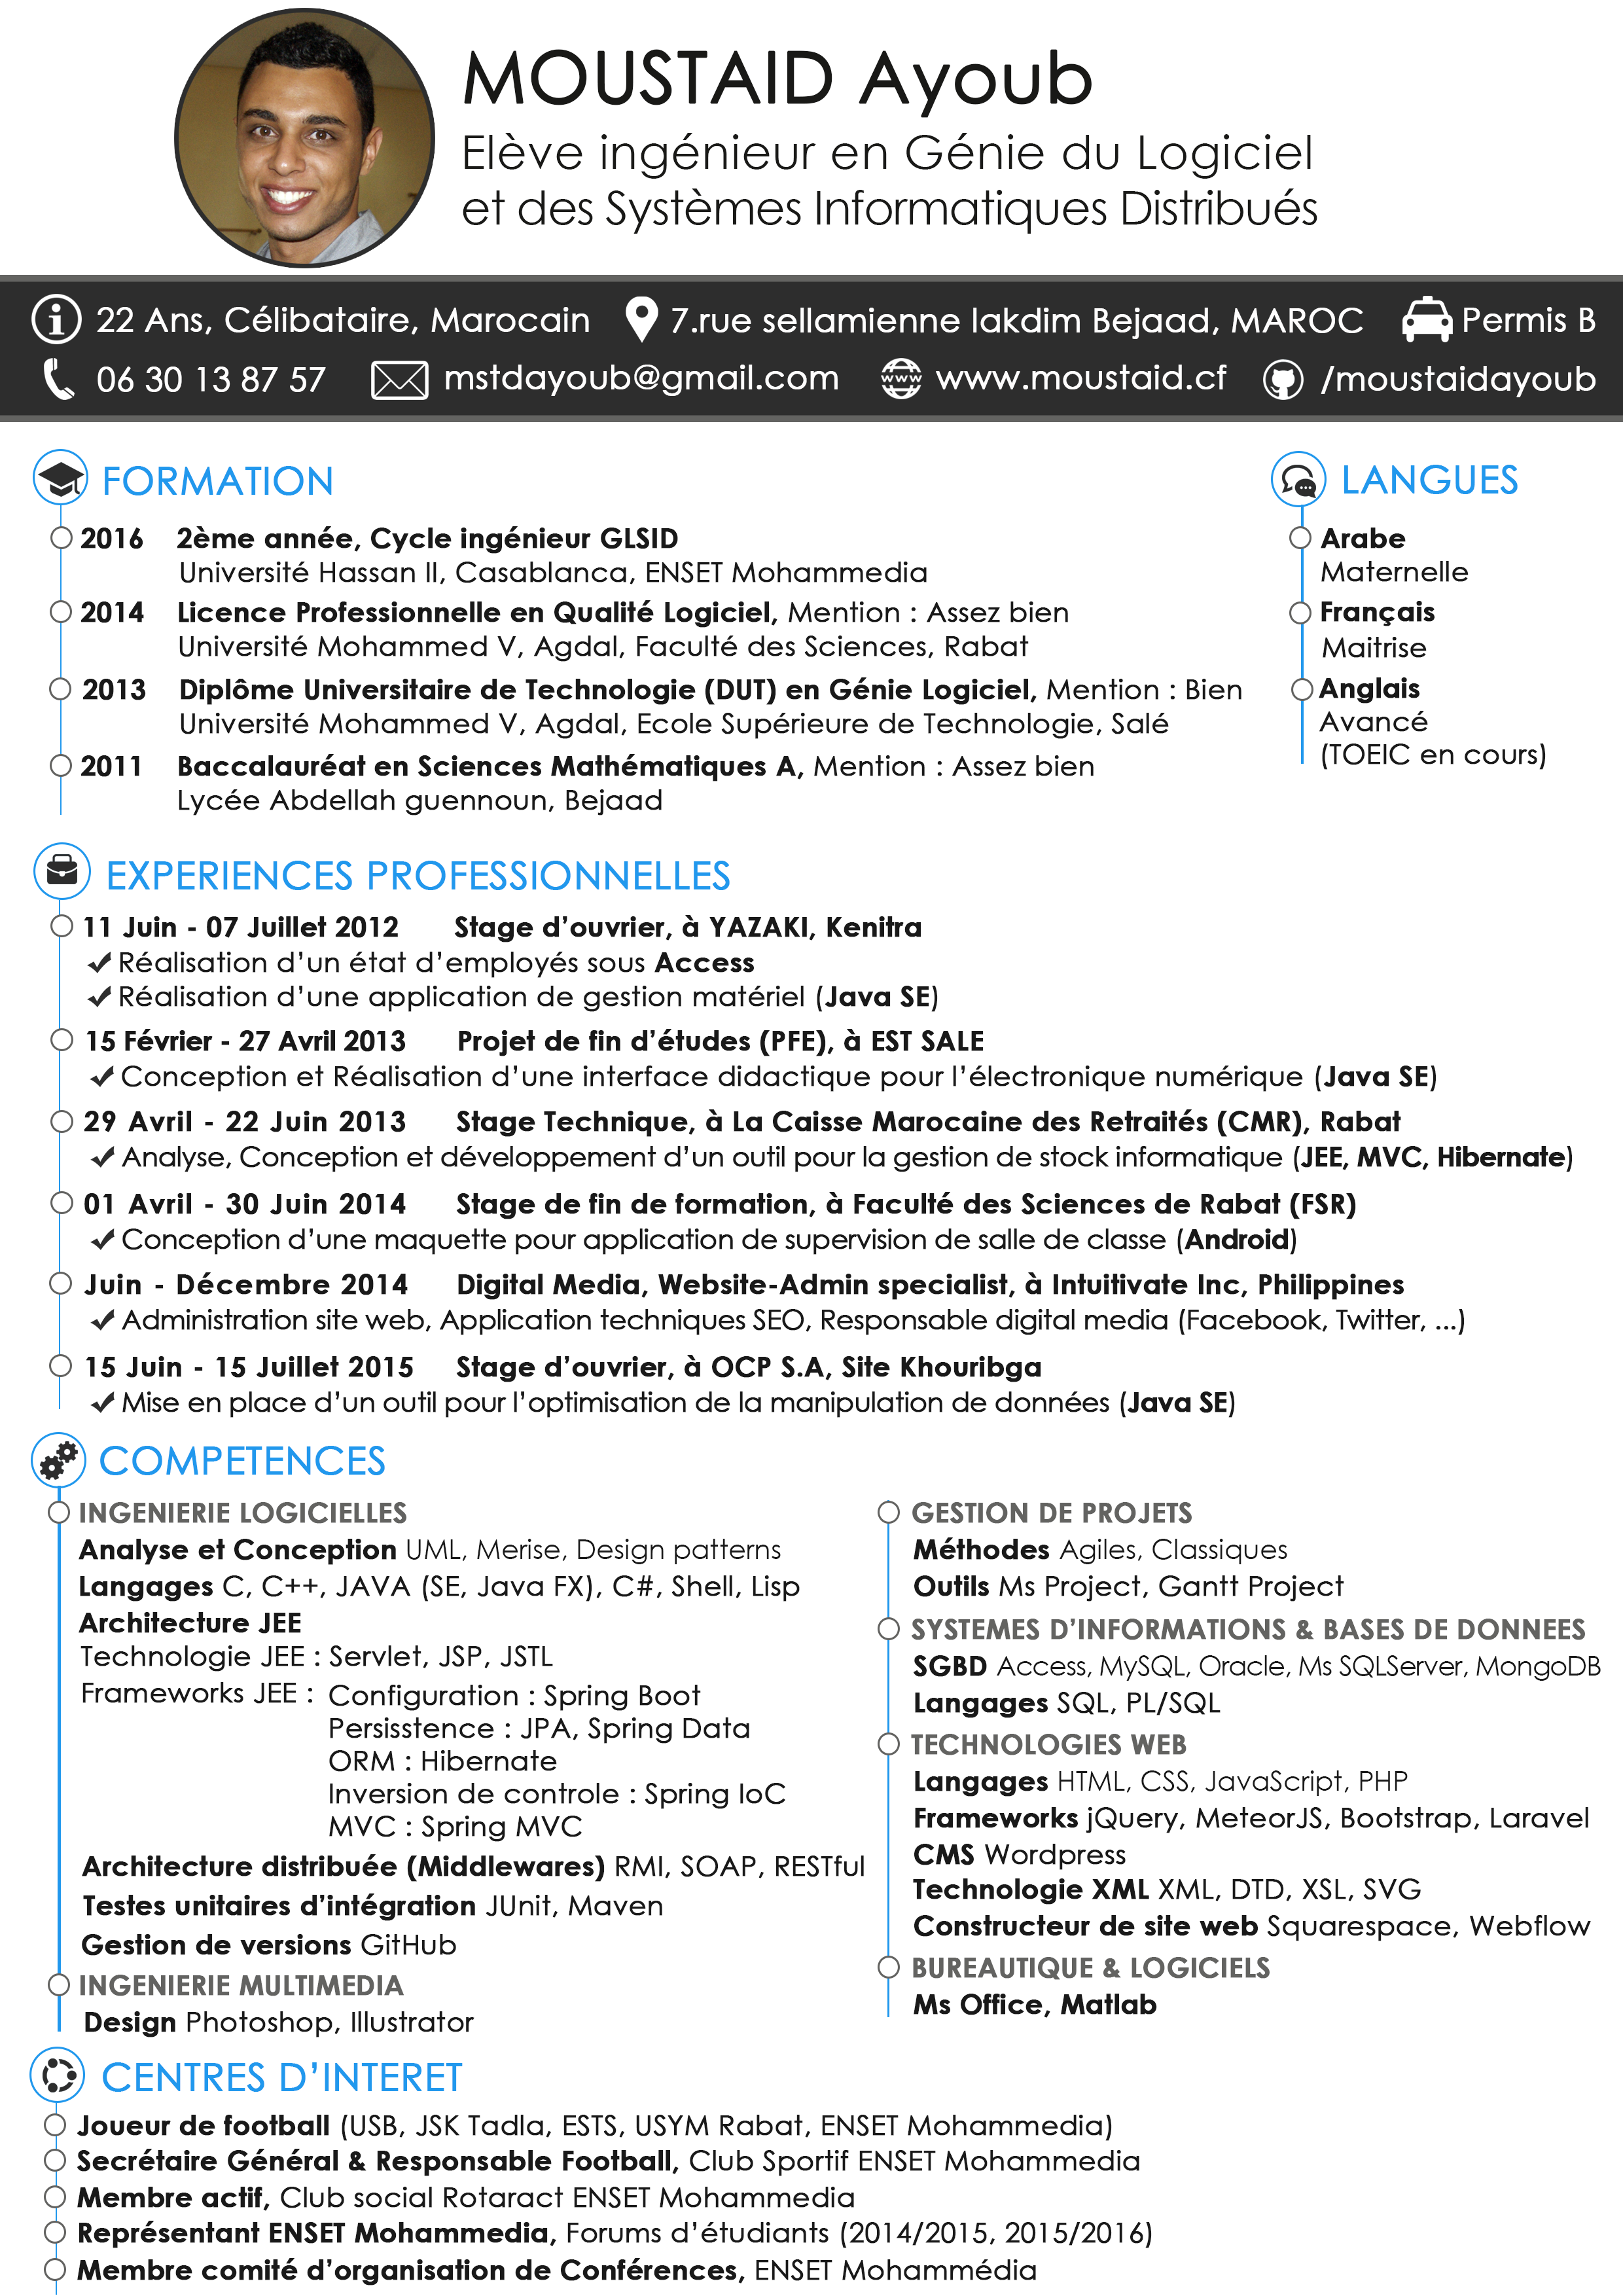 MOUSTAID Ayoub
Elève ingénieur en Génie du Logiciel
et des Systèmes Informatiques Distribués
22 Ans, Célibataire, Marocain
7.rue sellamienne lakdim Bejaad, MAROC
Permis B
06 30 13 87 57
mstdayoub@gmail.com
www
www.moustaid.cf
/moustaidayoub
FORMATION
2016 2ème année, Cycle ingénieur GLSID
Université Hassan II, Casablanca, ENSET Mohammedia
2014 Licence Professionnelle en Qualité Logiciel, Mention : Assez bien
Université Mohammed V, Agdal, Faculté des Sciences, Rabat
2013 Diplôme Universitaire de Technologie (DUT) en Génie Logiciel, Mention : Bien
Université Mohammed V, Agdal, Ecole Supérieure de Technologie, Salé
2011 Baccalauréat en Sciences Mathématiques A, Mention : Assez bien
Lycée Abdellah guennoun, Bejaad
LANGUES
Arabe
Maternelle
Français
Maitrise
Anglais
Avancé
(TOEIC en cours)
EXPERIENCES PROFESSIONNELLES
11 Juin - 07 Juillet 2012 Stage d'ouvrier, à YAZAKI, Kenitra
Réalisation d'un état d'employés sous Access
Réalisation d'une application de gestion matériel (Java SE)
15 Février - 27 Avril 2013 Projet de fin d'études (PFE), à EST SALE
Conception et Réalisation d'une interface didactique pour l'électronique numérique (Java SE)
29 Avril - 22 Juin 2013 Stage Technique, à La Caisse Marocaine des Retraités (CMR), Rabat
Analyse, Conception et développement d'un outil pour la gestion de stock informatique (JEE, MVC, Hibernate)
01 Avril - 30 Juin 2014 Stage de fin de formation, à Faculté des Sciences de Rabat (FSR)
Conception d'une maquette pour application de supervision de salle de classe (Android)
Juin - Décembre 2014 Digital Media, Website-Admin specialist, à Intuitivate Inc, Philippines
Administration site web, Application techniques SEO, Responsable digital media (Facebook, Twitter, ...)
15 Juin - 15 Juillet 2015 Stage d'ouvrier, à OCP S.A, Site Khouribga
Mise en place d'un outil pour l'optimisation de la manipulation de données (Java SE)
COMPETENCES
INGENIERIE LOGICIELLES
Analyse et Conception UML, Merise, Design patterns
Langages C, C++, JAVA (SE, Java FX), C#, Shell, Lisp
Architecture JEE
Technologie JEE : Servlet, JSP, JSTL
Frameworks JEE : Configuration : Spring Boot
Persisstence : JPA, Spring Data
ORM : Hibernate
Inversion de controle : Spring IoC
MVC : Spring MVC
Architecture distribuée (Middlewares) RMI, SOAP, RESTful
Testes unitaires d'intégration JUnit, Maven
Gestion de versions GitHub
INGENIERIE MULTIMEDIA
Design Photoshop, Illustrator
GESTION DE PROJETS
Méthodes Agiles, Classiques
Outils Ms Project, Gantt Project
SYSTEMES D'INFORMATIONS & BASES DE DONNEES
SGBD Access, MySQL, Oracle, Ms SQLServer, MongoDB
Langages SQL, PL/SQL
TECHNOLOGIES WEB
Langages HTML, CSS, JavaScript, PHP
Frameworks jQuery, MeteorJS, Bootstrap, Laravel
CMS Wordpress
Technologie XML XML, DTD, XSL, SVG
Constructeur de site web Squarespace, Webflow
BUREAUTIQUE & LOGICIELS
Ms Office, Matlab
CENTRES D'INTERET
Joueur de football (USB, JSK Tadla, ESTS, USYM Rabat, ENSET Mohammedia)
Secrétaire Général & Responsable Football, Club Sportif ENSET Mohammedia
Membre actif, Club social Rotaract ENSET Mohammedia
Représentant ENSET Mohammedia, Forums d'étudiants (2014/2015, 2015/2016)
Membre comité d'organisation de Conférences, ENSET Mohammédia